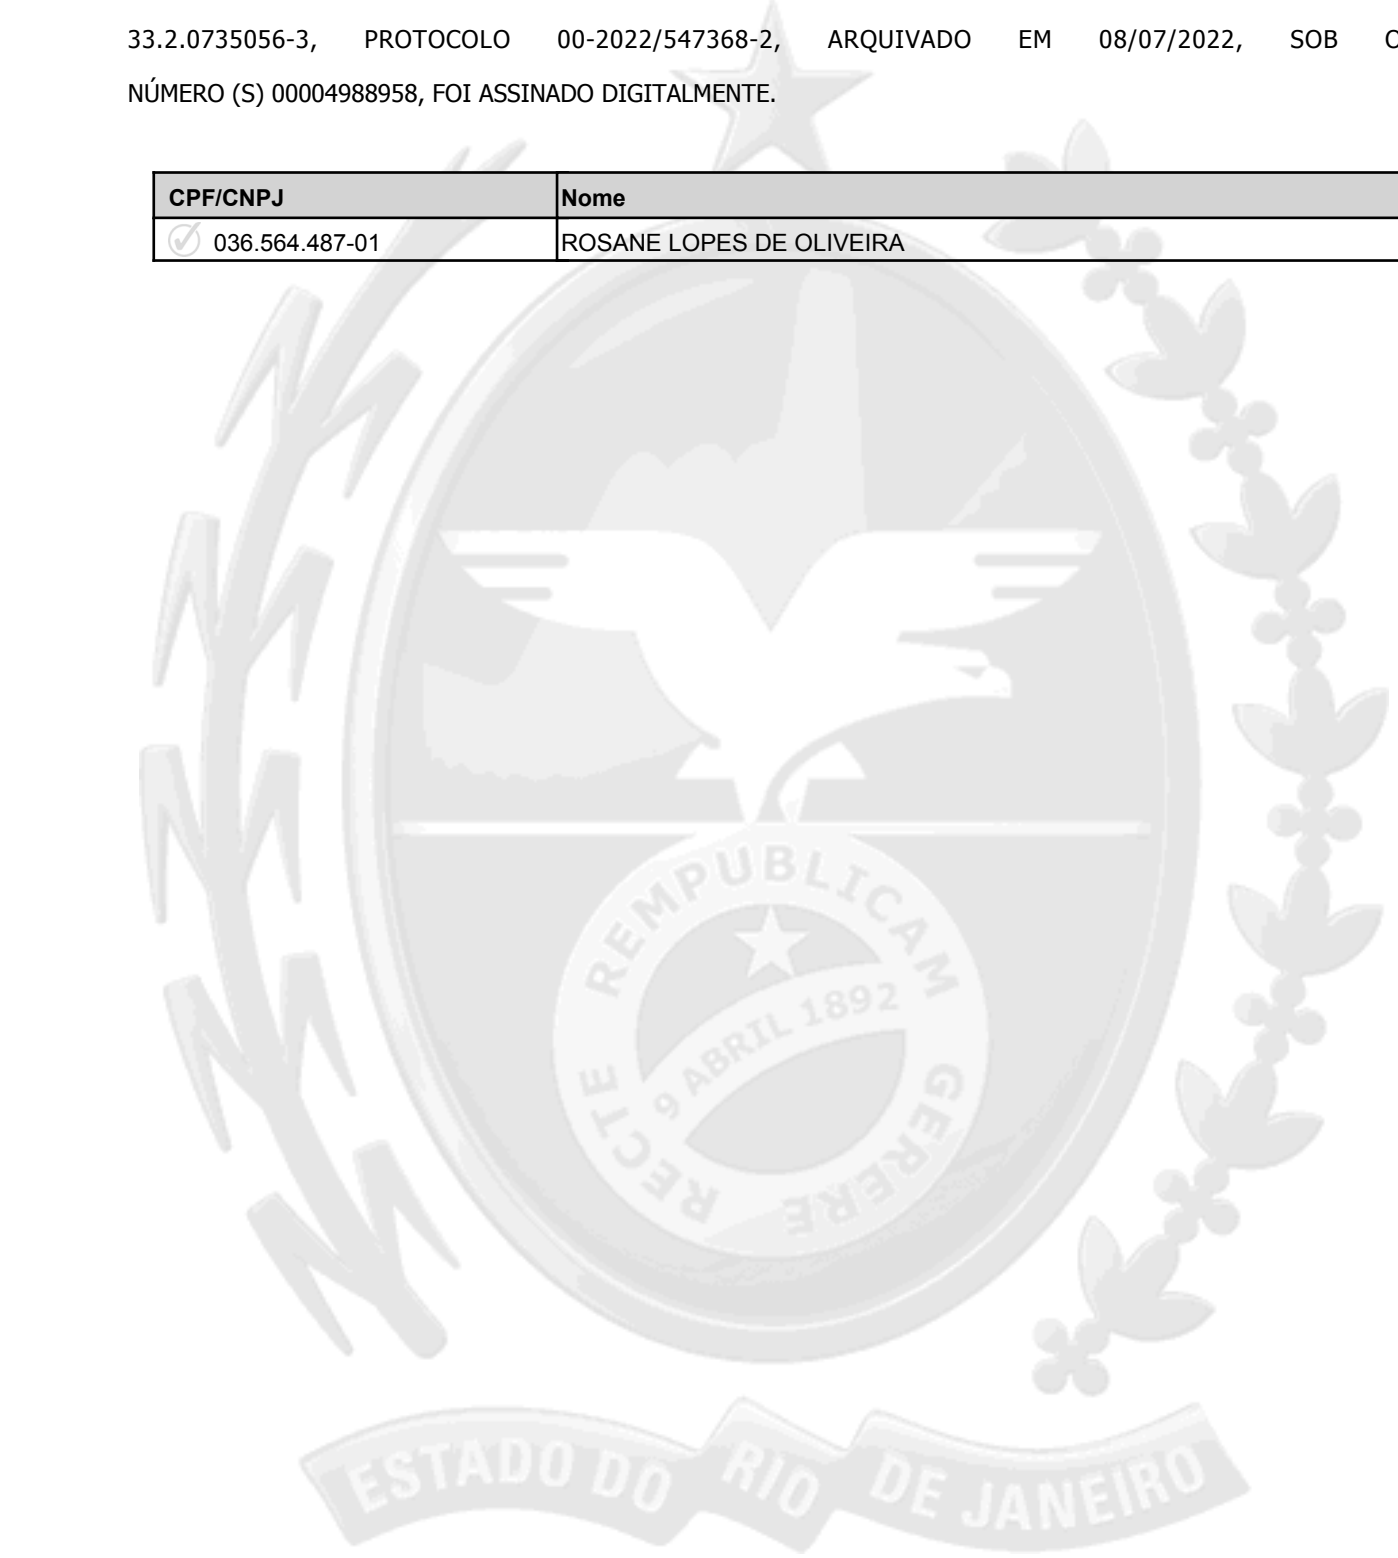 33.2.0735056-3, PROTOCOLO 00-2022/547368-2, ARQUIVADO EM 08/07/2022, SOB O
NÚMERO (S) 00004988958, FOI ASSINADO DIGITALMENTE.
CPF/CNPJ Nome
036.564.487-01 ROSANE LOPES DE OLIVEIRA
RECTE REMPUBLICAM GERERE
9 ABRIL 1892
ESTADO DO RIO DE JANEIRO